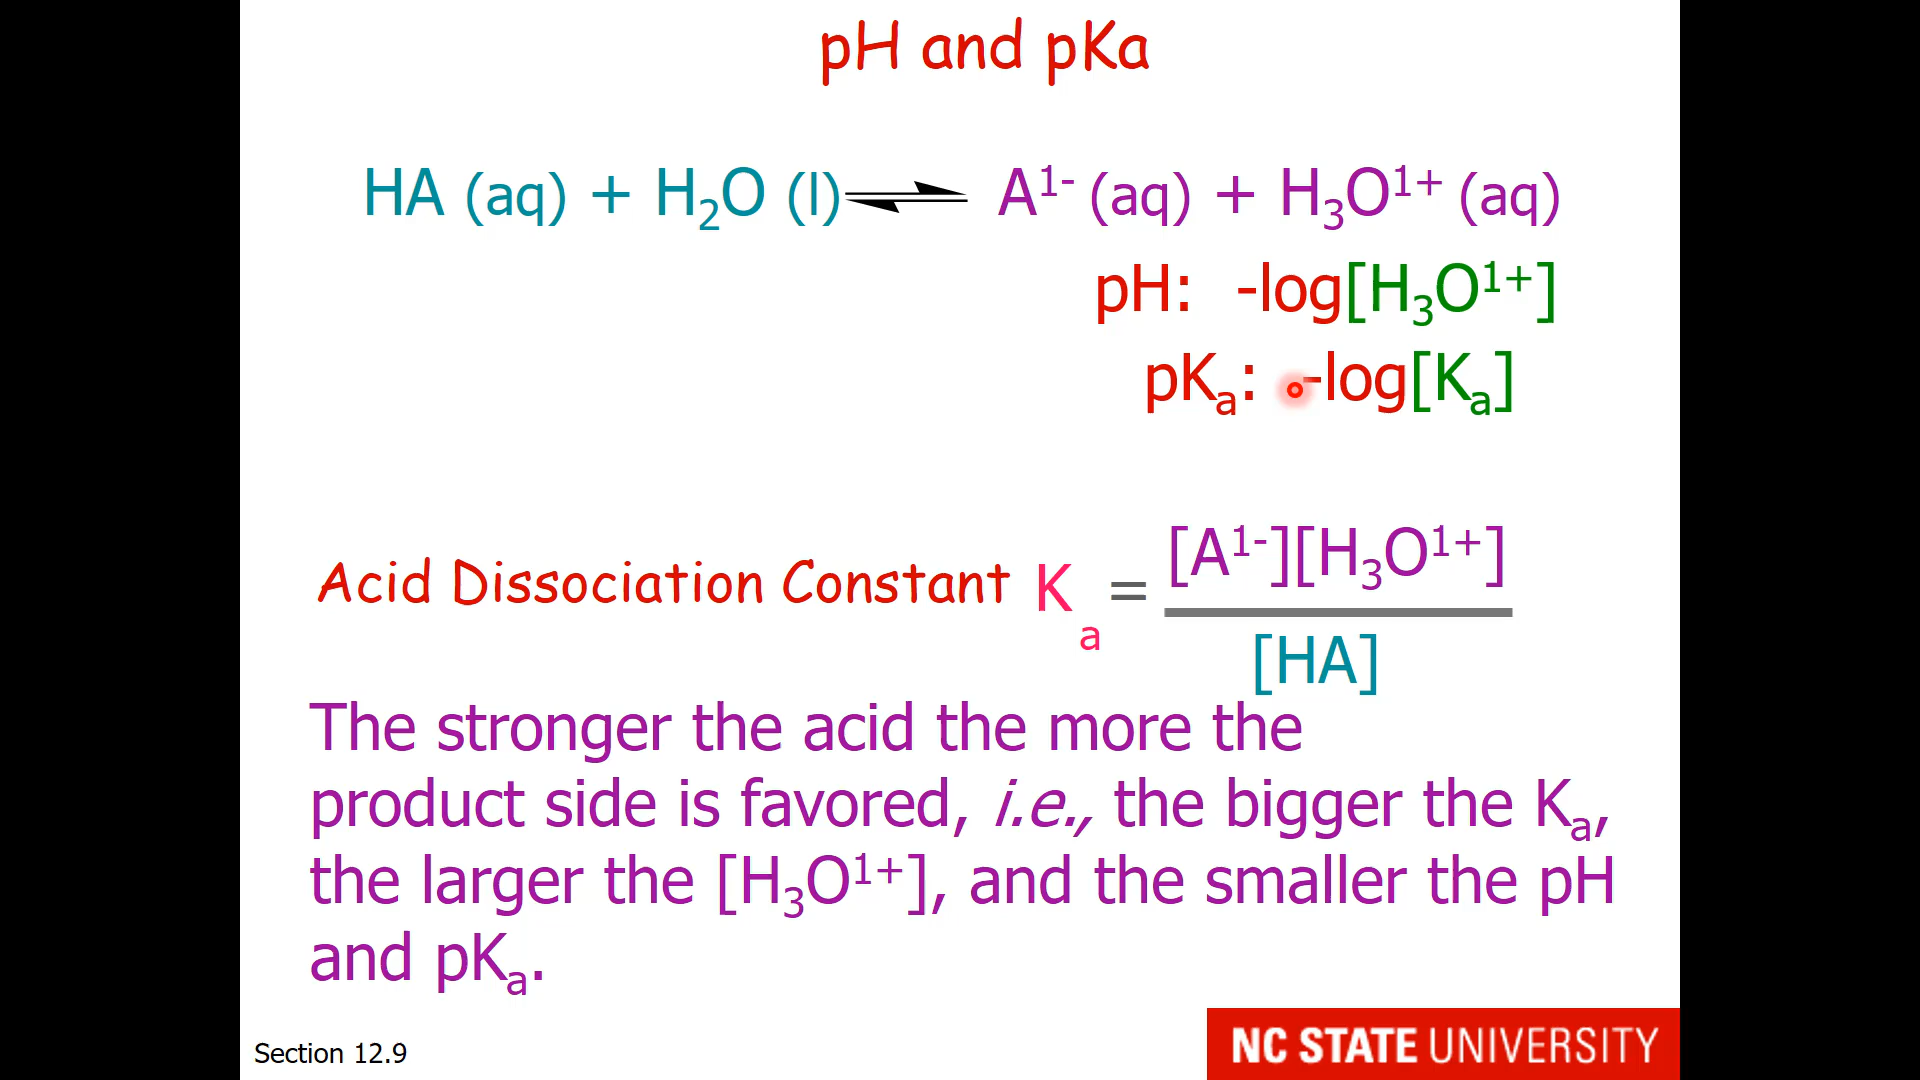 pH and pKa
HA (aq) + H₂O (l) ⇌ A¹⁻ (aq) + H₃O¹⁺ (aq)
pH: -log[H₃O¹⁺]
pKₐ: -log[Kₐ]
Acid Dissociation Constant Kₐ = [A¹⁻][H₃O¹⁺]
[HA]
The stronger the acid the more the
product side is favored, i.e., the bigger the Kₐ,
the larger the [H₃O¹⁺], and the smaller the pH
and pKₐ.
Section 12.9
NC STATE UNIVERSITY